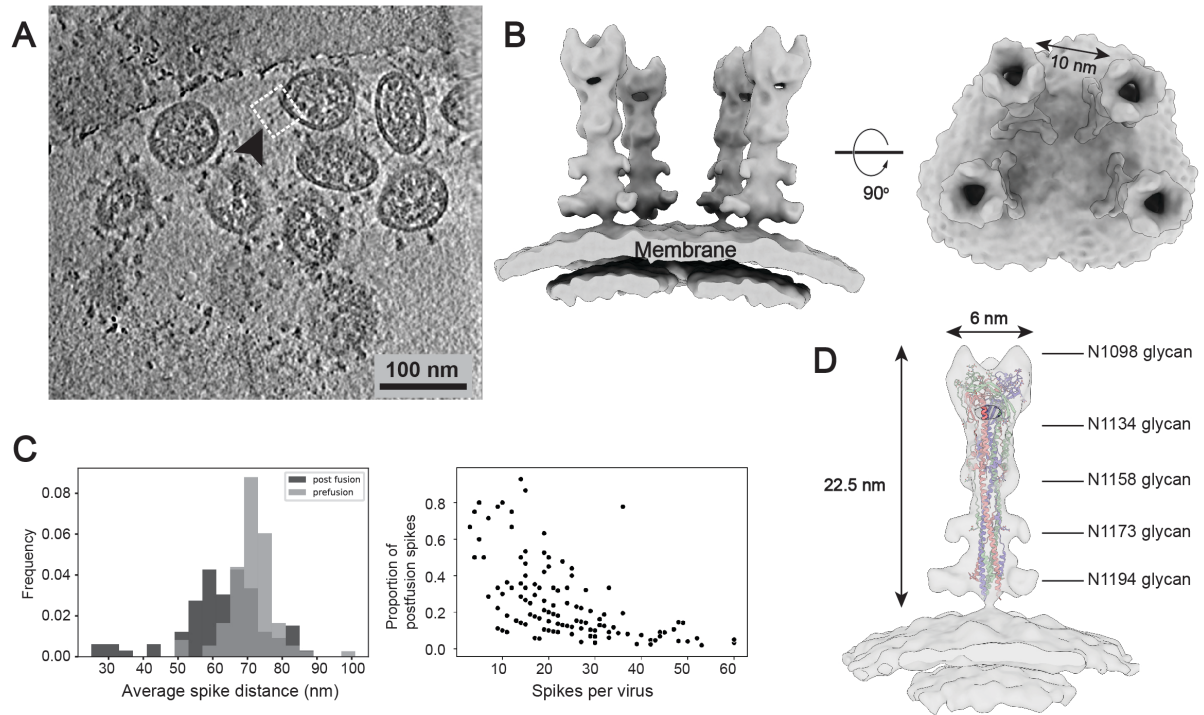 A
100 nm
B
10 nm
90°
Membrane
C
post fusion
prefusion
Frequency
0.08
0.06
0.04
0.02
0.00
30 40 50 60 70 80 90 100
Average spike distance (nm)
Proportion of
postfusion spikes
0.8
0.6
0.4
0.2
0.0
10 20 30 40 50 60
Spikes per virus
D
6 nm
22.5 nm
N1098 glycan
N1134 glycan
N1158 glycan
N1173 glycan
N1194 glycan